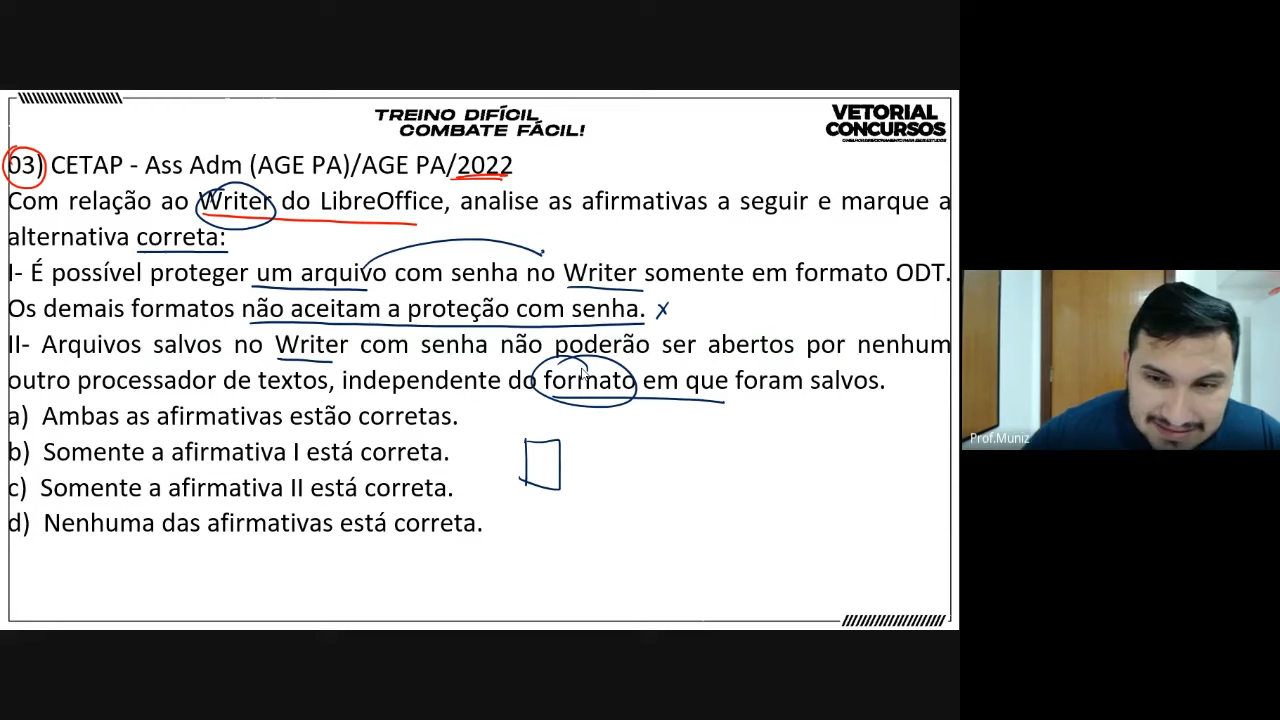 TREINO DIFÍCIL
COMBATE FÁCIL!
VETORIAL
CONCURSOS
03) CETAP - Ass Adm (AGE PA)/AGE PA/2022
Com relação ao Writer do LibreOffice, analise as afirmativas a seguir e marque a
alternativa correta:
I- É possível proteger um arquivo com senha no Writer somente em formato ODT.
Os demais formatos não aceitam a proteção com senha. x
II- Arquivos salvos no Writer com senha não poderão ser abertos por nenhum
outro processador de textos, independente do formato em que foram salvos.
a) Ambas as afirmativas estão corretas.
b) Somente a afirmativa I está correta.
c) Somente a afirmativa II está correta.
d) Nenhuma das afirmativas está correta.
Prof.Muniz